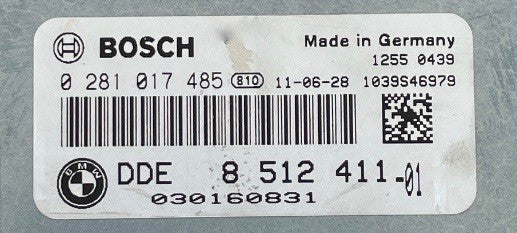 BOSCH Made in Germany
1255 0439
0 281 017 485 810 11-06-28 1039S46979
BMW DDE 8 512 411-01
030160831